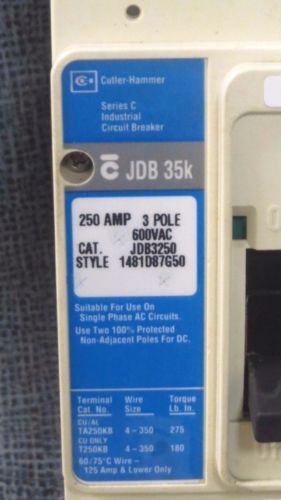 Cutler-Hammer
Series C
Industrial
Circuit Breaker
JDB 35k
250 AMP 3 POLE
600VAC
CAT. JDB3250
STYLE 1481D87G50
Suitable For Use On
Single Phase AC Circuits.
Use Two 100% Protected
Non-Adjacent Poles For DC.
Terminal Wire Torque
Cat. No. Size Lb. In.
CU/AL
TA250KB 4-350 275
CU ONLY
T250KB 4-350 180
60/75°C Wire -
125 Amp & Lower Only